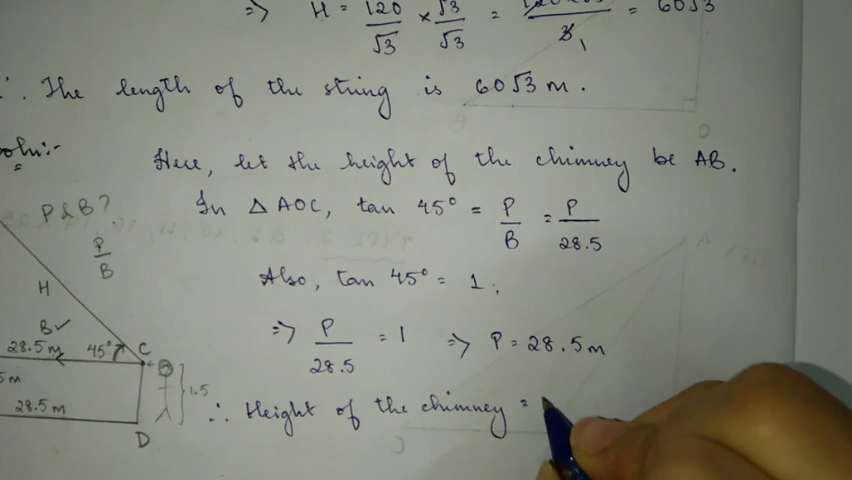 => H = 120/√3 × √3/√3 = = 60√3
∴ The length of the string is 60√3 m.
Soln:-
Here, let the height of the chimney be AB.
In △ AOC, tan 45° = P/B = P/28.5
Also, tan 45° = 1.
=> P/28.5 = 1 => P = 28.5 m
∴ Height of the chimney =
P & B?
P/B
H
B✓
28.5 m 45° C
5 m
28.5 m
D
1.5
B
O
A
C